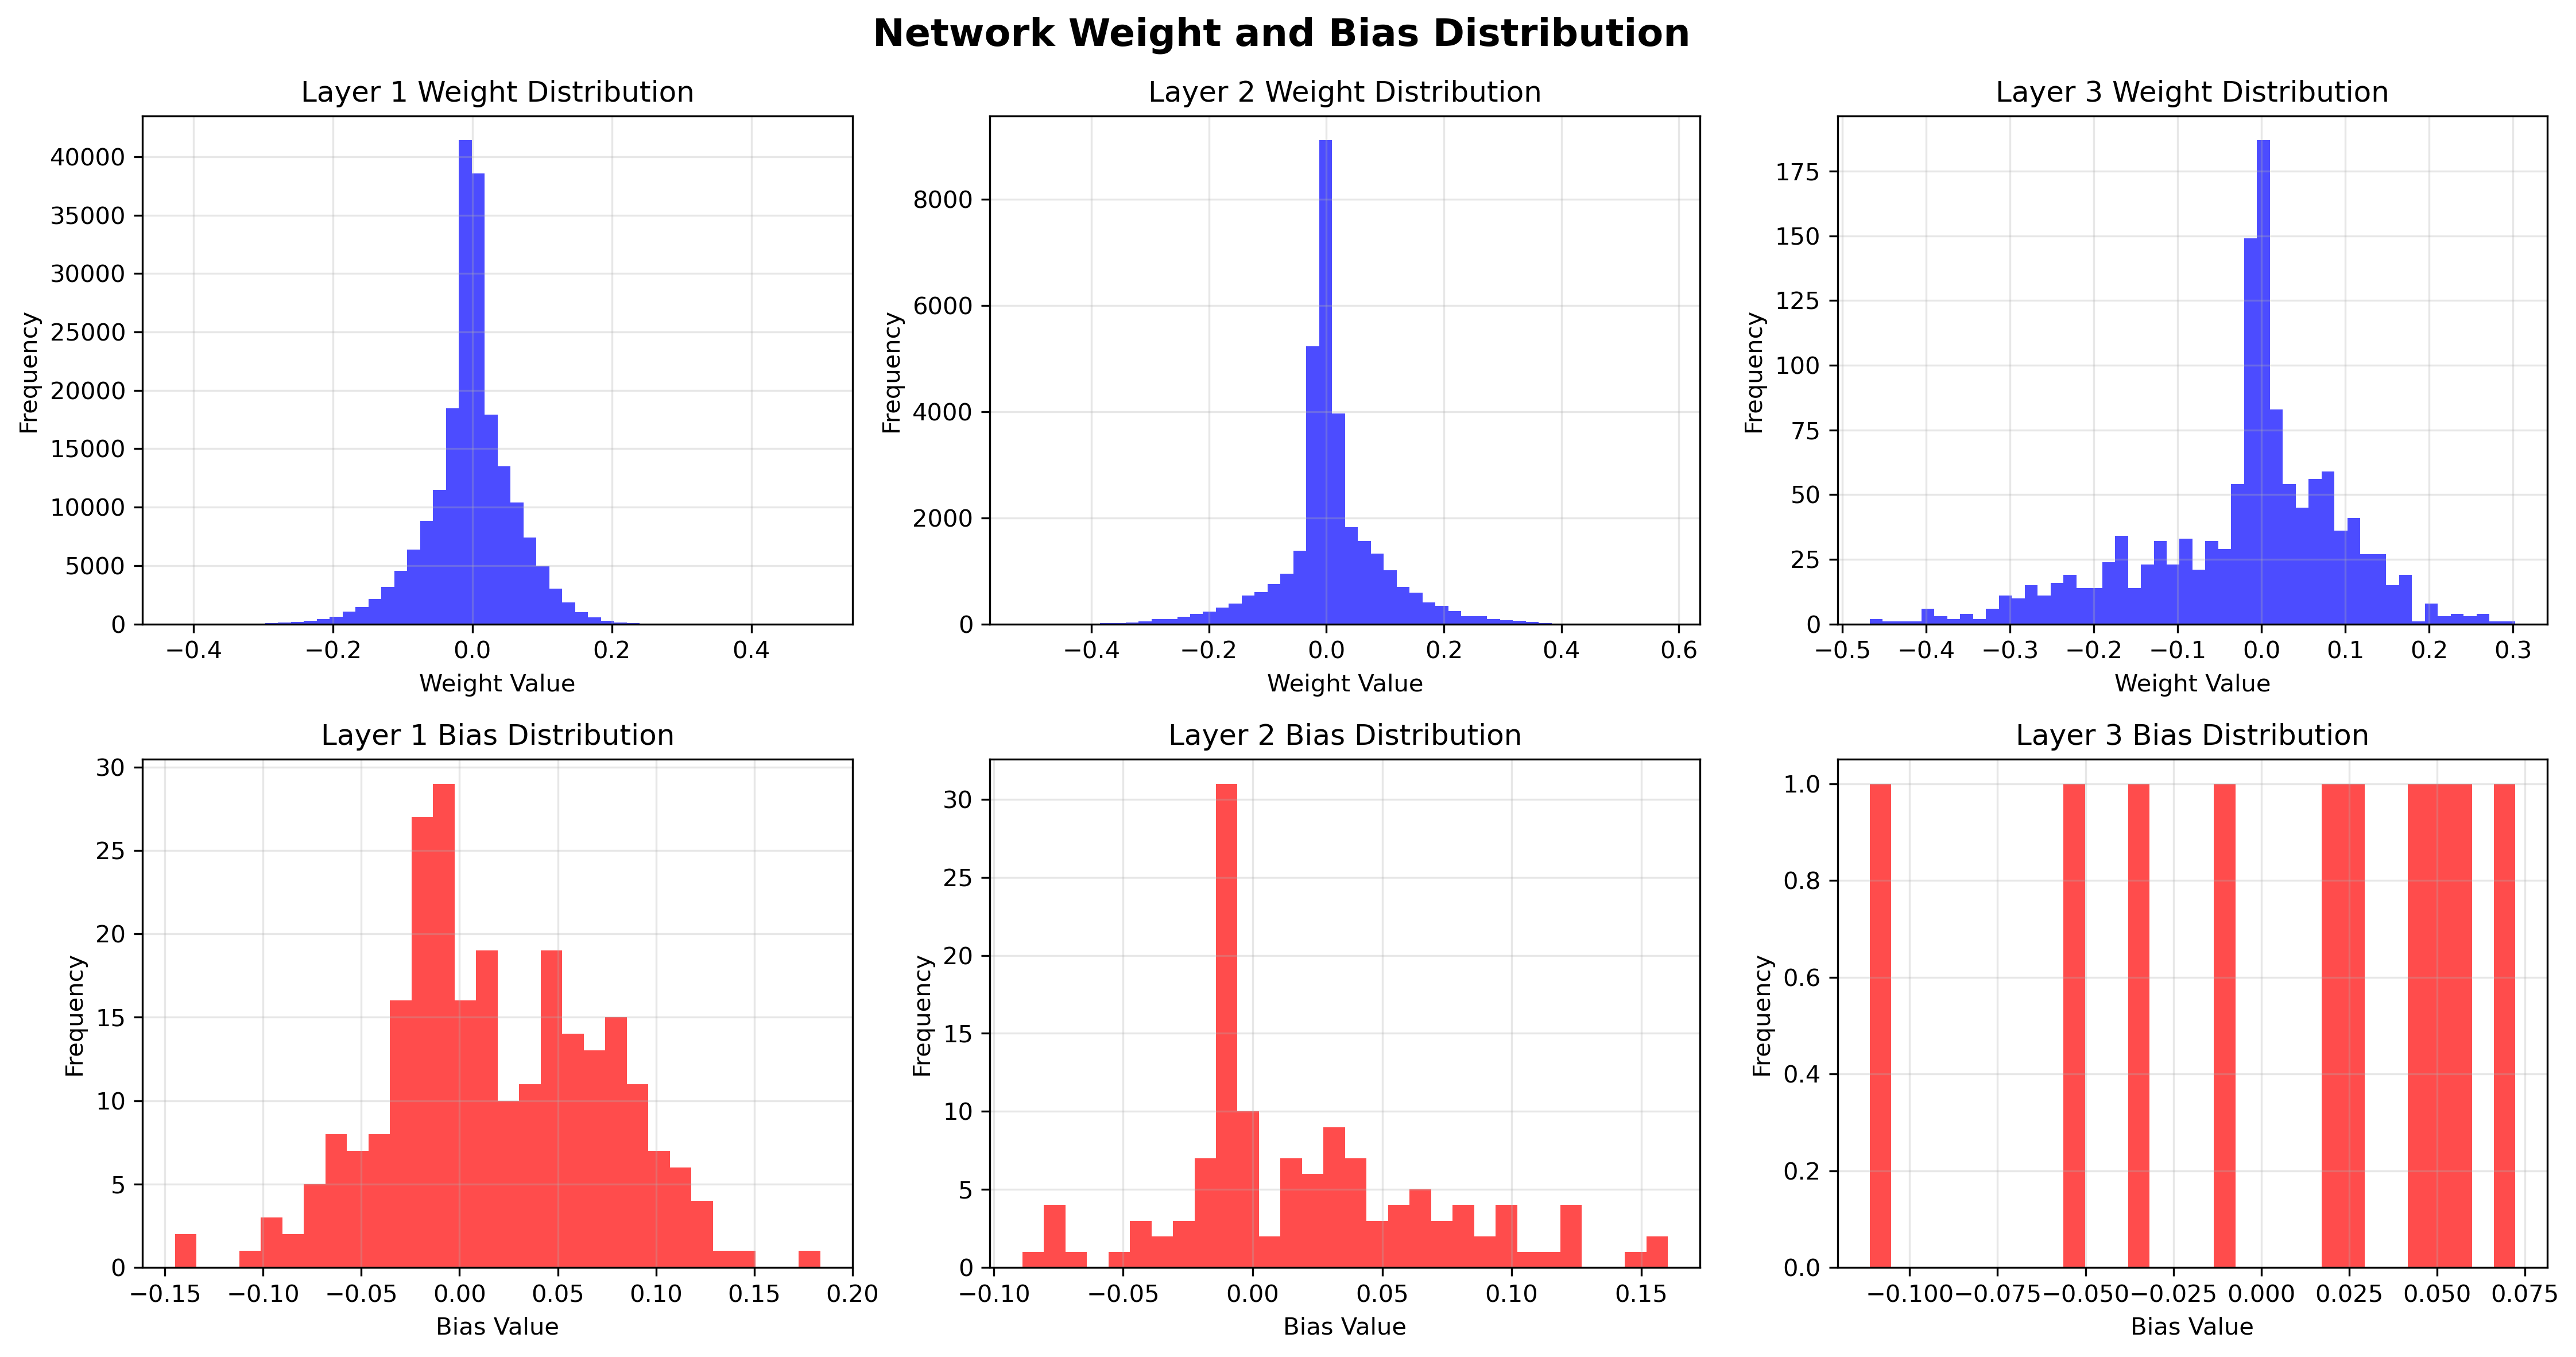 Network Weight and Bias Distribution
Layer 1 Weight Distribution
Frequency
40000
35000
30000
25000
20000
15000
10000
5000
0
−0.4 −0.2 0.0 0.2 0.4
Weight Value
Layer 2 Weight Distribution
Frequency
8000
6000
4000
2000
0
−0.4 −0.2 0.0 0.2 0.4 0.6
Weight Value
Layer 3 Weight Distribution
Frequency
175
150
125
100
75
50
25
0
−0.5 −0.4 −0.3 −0.2 −0.1 0.0 0.1 0.2 0.3
Weight Value
Layer 1 Bias Distribution
Frequency
30
25
20
15
10
5
0
−0.15 −0.10 −0.05 0.00 0.05 0.10 0.15 0.20
Bias Value
Layer 2 Bias Distribution
Frequency
30
25
20
15
10
5
0
−0.10 −0.05 0.00 0.05 0.10 0.15
Bias Value
Layer 3 Bias Distribution
Frequency
1.0
0.8
0.6
0.4
0.2
0.0
−0.100 −0.075 −0.050 −0.025 0.000 0.025 0.050 0.075
Bias Value